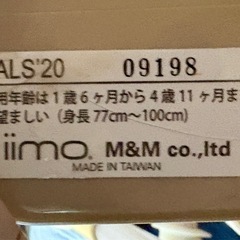 ALS'20 09198
用年齢は1歳6ヶ月から4歳11ヶ月ま
望ましい(身長77cm〜100cm)
iimo® M&M co.,ltd
MADE IN TAIWAN